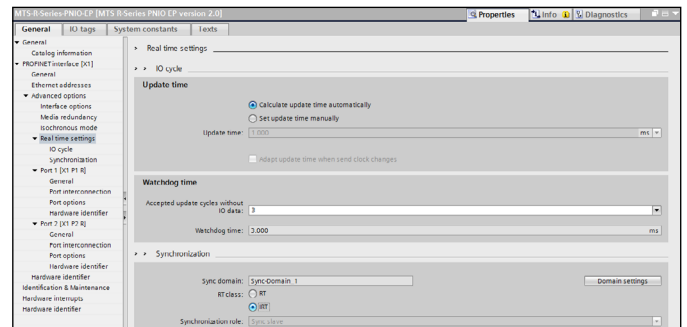 MTS-R-Series-PNIO-EP [MTS R-Series PNIO EP version 2.0]
Properties
Info
Diagnostics
General
IO tags
System constants
Texts
General
Catalog information
PROFINET interface [X1]
General
Ethernet addresses
Advanced options
Interface options
Media redundancy
Isochronous mode
Real time settings
IO cycle
Synchronization
Port 1 [X1 P1 R]
General
Port interconnection
Port options
Hardware identifier
Port 2 [X1 P2 R]
General
Port interconnection
Port options
Hardware identifier
Hardware identifier
Identification & Maintenance
Hardware interrupts
Hardware identifier
Real time settings
IO cycle
Update time
Calculate update time automatically
Set update time manually
Update time: 1.000 ms
Adapt update time when send clock changes
Watchdog time
Accepted update cycles without
IO data: 3
Watchdog time: 3.000 ms
Synchronization
Sync domain: Sync-Domain_1 Domain settings
RT class: RT
IRT
Synchronization role: Sync slave